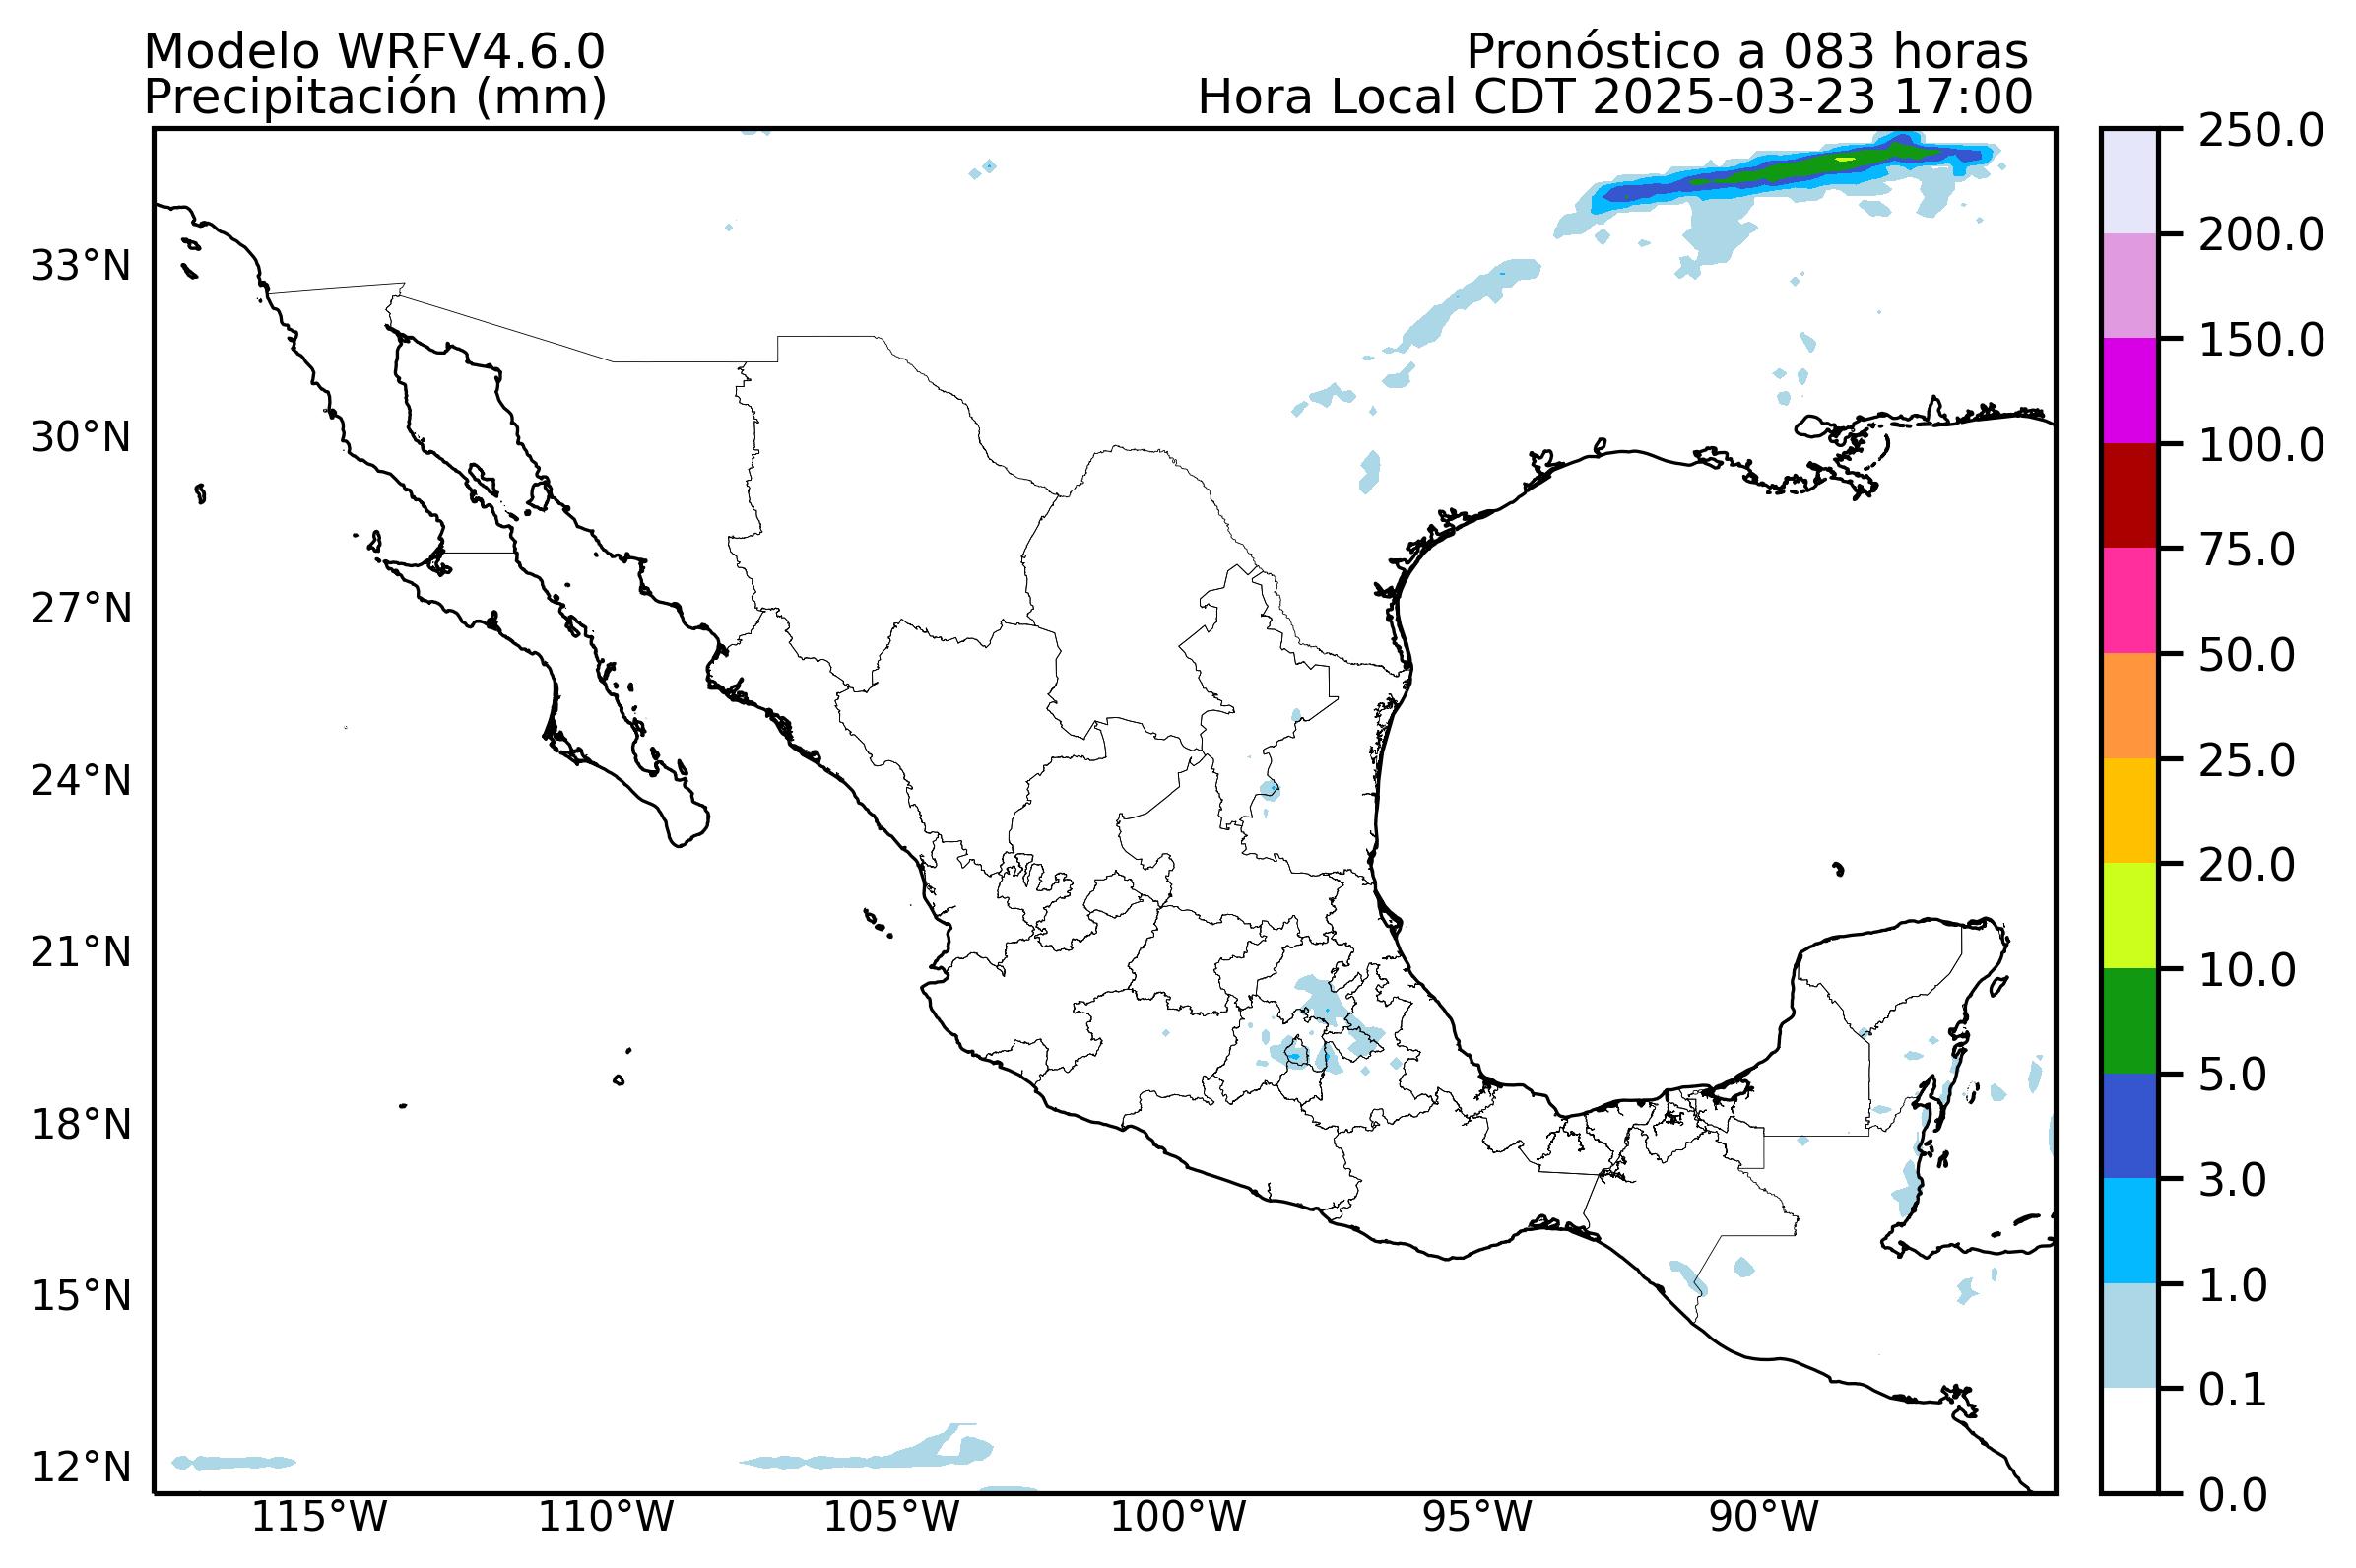 Modelo WRFV4.6.0
Precipitación (mm)
Pronóstico a 083 horas
Hora Local CDT 2025-03-23 17:00
33°N
30°N
27°N
24°N
21°N
18°N
15°N
12°N
115°W
110°W
105°W
100°W
95°W
90°W
250.0
200.0
150.0
100.0
75.0
50.0
25.0
20.0
10.0
5.0
3.0
1.0
0.1
0.0